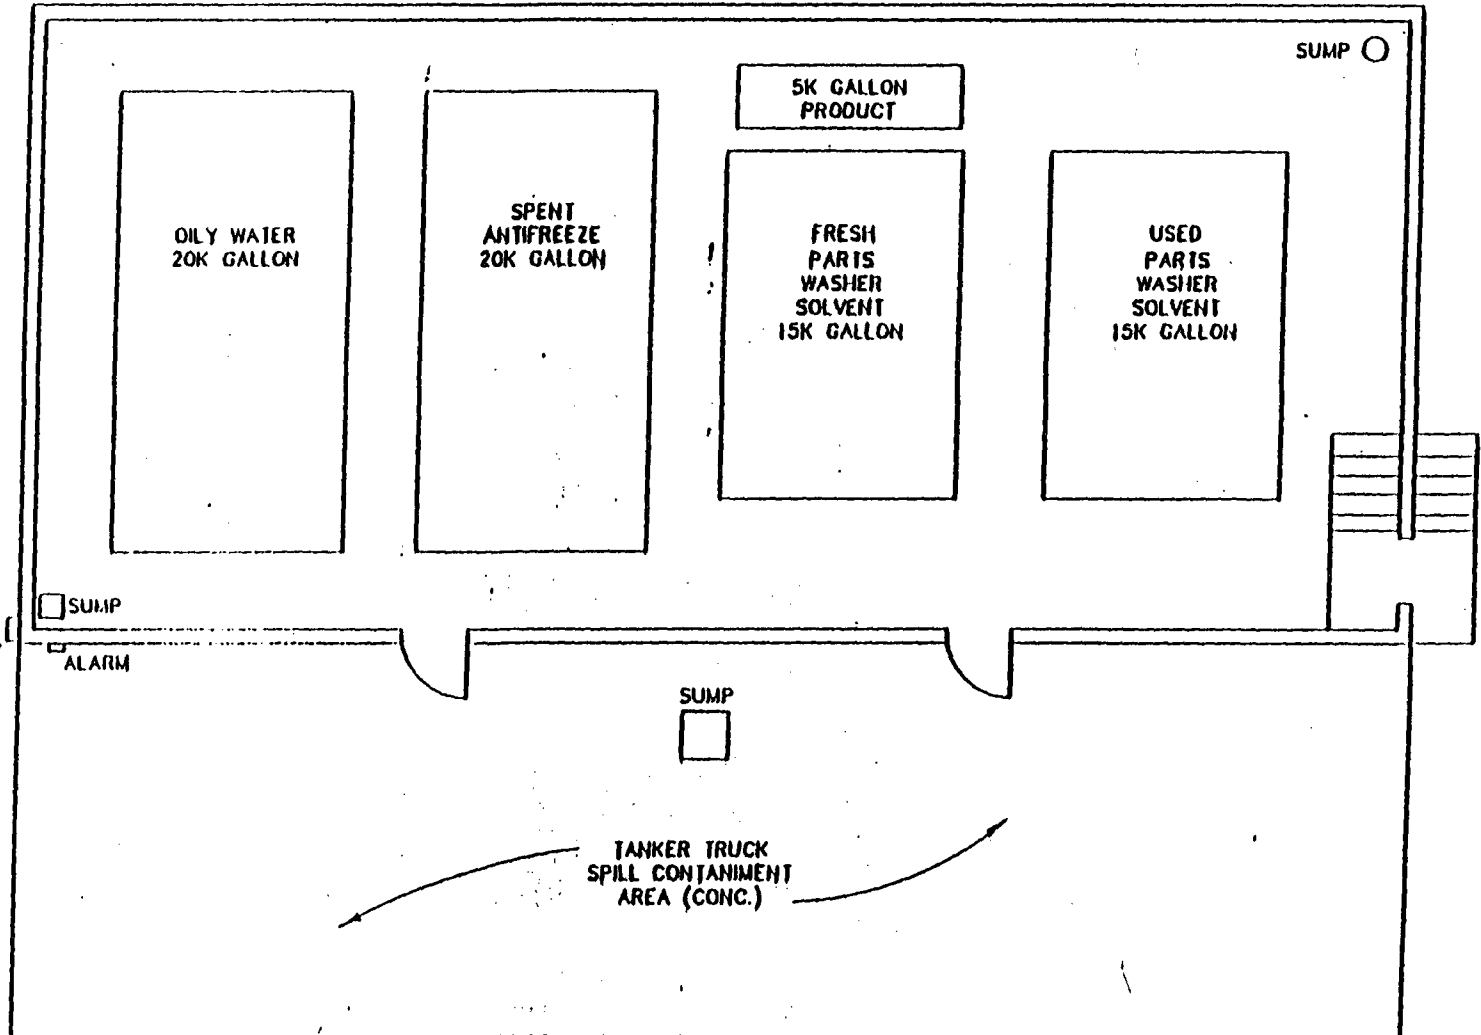 SUMP
5K GALLON
PRODUCT
OILY WATER
20K GALLON
SPENT
ANTIFREEZE
20K GALLON
FRESH
PARTS
WASHER
SOLVENT
15K GALLON
USED
PARTS
WASHER
SOLVENT
15K GALLON
SUMP
ALARM
SUMP
TANKER TRUCK
SPILL CONTANIMENT
AREA (CONC.)